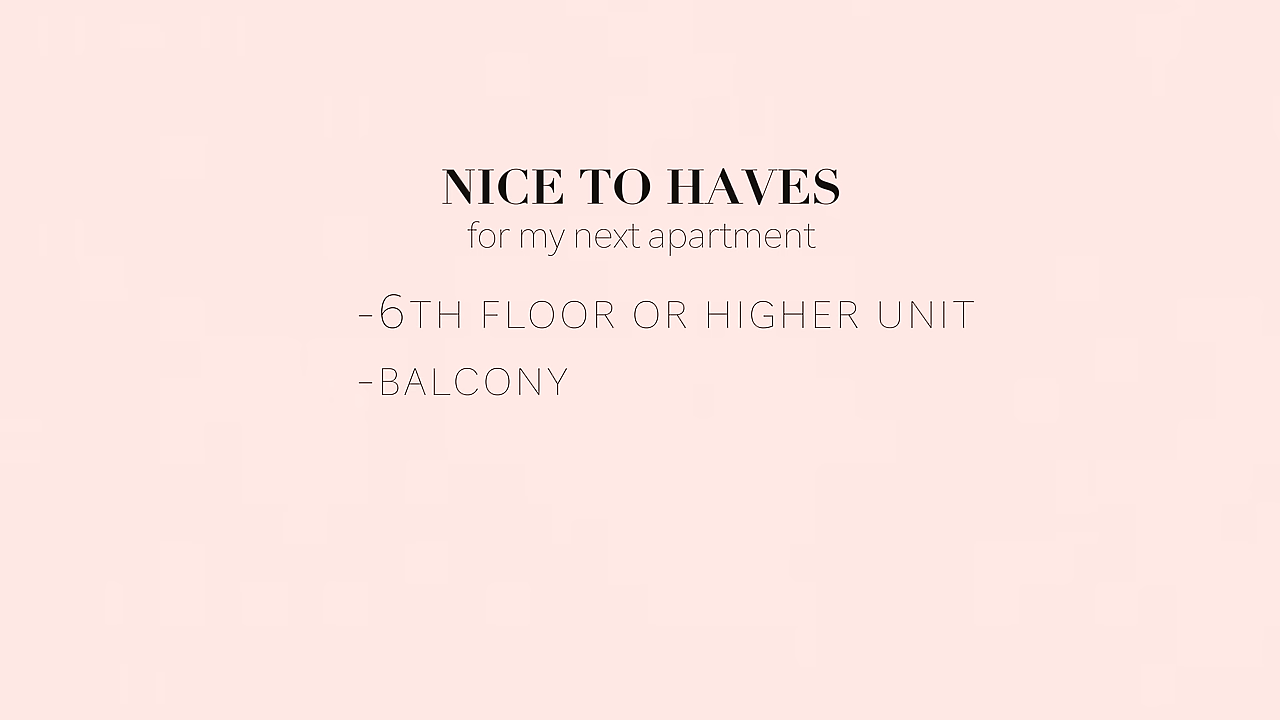 NICE TO HAVES
for my next apartment
-6TH FLOOR OR HIGHER UNIT
-BALCONY